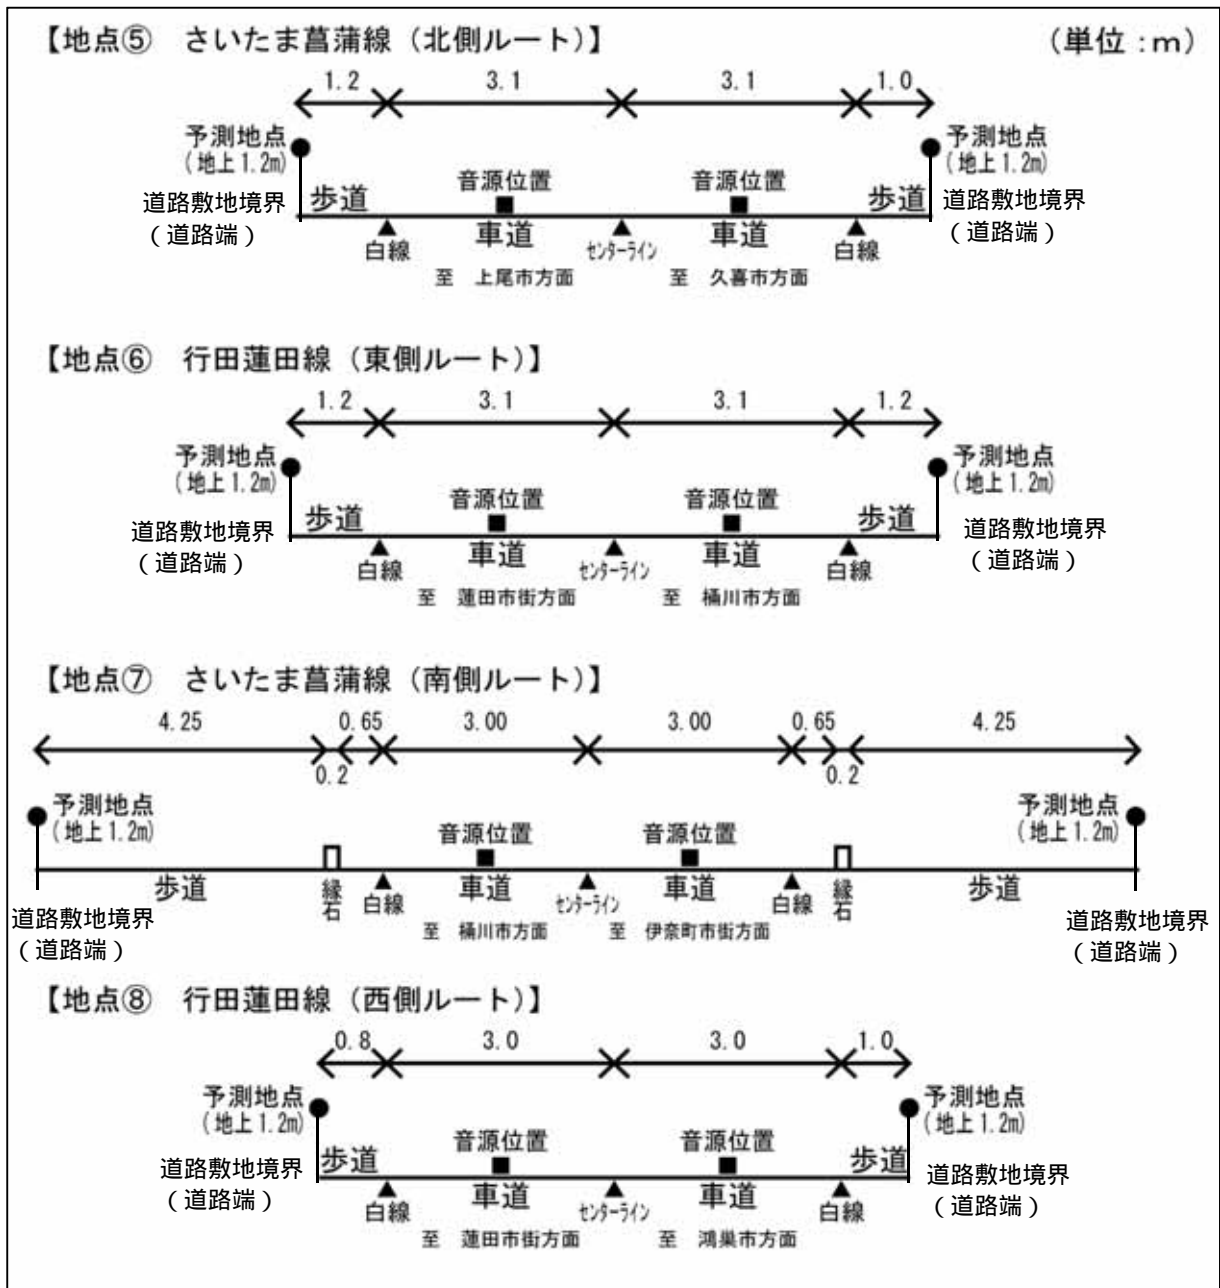 【地点⑤　さいたま菖蒲線（北側ルート）】　（単位：m）
1.2　3.1　3.1　1.0
予測地点　予測地点
(地上1.2m)　(地上1.2m)
音源位置　音源位置
道路敷地境界　歩道　歩道　道路敷地境界
（道路端）　車道　車道　（道路端）
白線　センターライン　白線
至　上尾市方面　至　久喜市方面
【地点⑥　行田蓮田線（東側ルート）】
1.2　3.1　3.1　1.2
予測地点　予測地点
(地上1.2m)　(地上1.2m)
音源位置　音源位置
道路敷地境界　歩道　歩道　道路敷地境界
（道路端）　車道　車道　（道路端）
白線　センターライン　白線
至　蓮田市街方面　至　桶川市方面
【地点⑦　さいたま菖蒲線（南側ルート）】
4.25　0.65　3.00　3.00　0.65　4.25
0.2　0.2
予測地点　予測地点
(地上1.2m)　(地上1.2m)
音源位置　音源位置
歩道　縁石　白線　車道　センターライン　車道　白線　縁石　歩道
道路敷地境界　至　桶川市方面　至　伊奈町市街方面　道路敷地境界
（道路端）　（道路端）
【地点⑧　行田蓮田線（西側ルート）】
0.8　3.0　3.0　1.0
予測地点　予測地点
(地上1.2m)　(地上1.2m)
音源位置　音源位置
道路敷地境界　歩道　歩道　道路敷地境界
（道路端）　車道　車道　（道路端）
白線　センターライン　白線
至　蓮田市街方面　至　鴻巣市方面